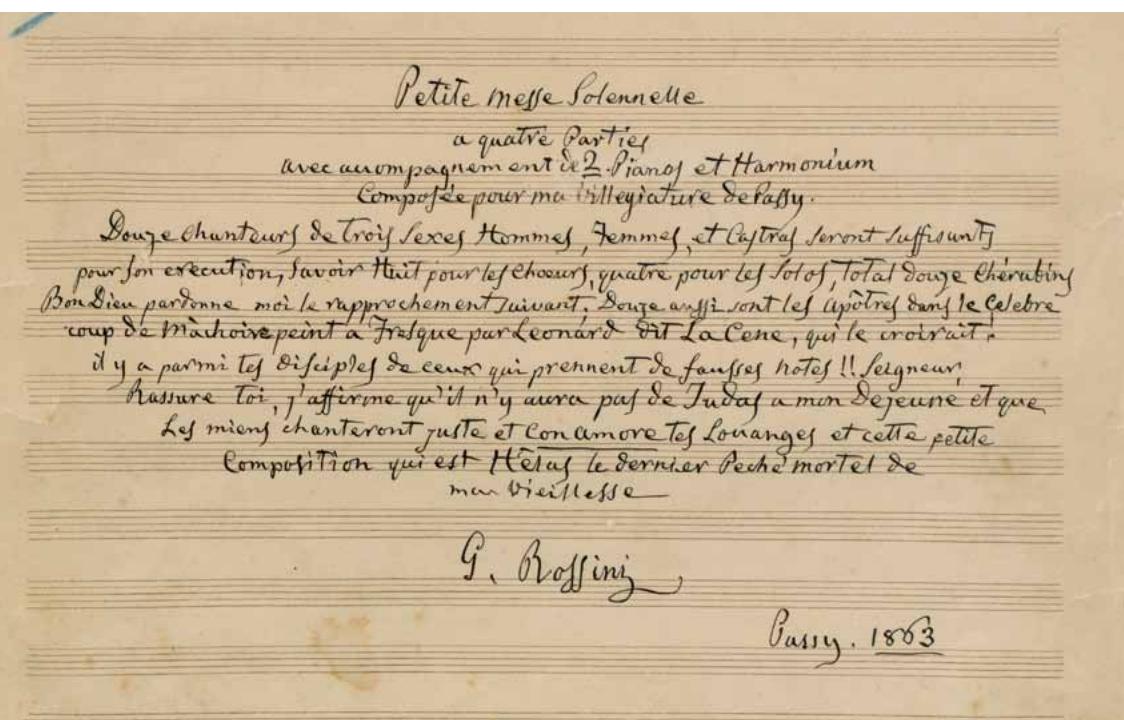 Petite messe Solennelle
a quatre Parties
avec accompagnement de 2 Pianos et Harmonium
Composée pour ma villegiature de Passy.
Douze chanteurs de trois Sexes Hommes, Femmes, et Castras seront suffisants
pour son execution, Savoir Huit pour les choeurs, quatre pour les Solos, total douze Chérubins
Bon Dieu pardonne moi le rapprochement suivant, Douze aussi sont les Apôtres dans le Celebre
coup de Mâchoire peint a Fresque par Leonard dit La Cene, qui le croirait,
il y a parmi tes disciples de ceux qui prennent de fausses notes !! Seigneur,
Rassure toi, j'affirme qu'il n'y aura pas de Judas a mon Dejeuné et que
Les miens chanteront juste et Con amore tes Louanges et cette petite
Composition qui est Hélas le dernier Peché mortel de
ma vieillesse
G. Rossini
Passy. 1863